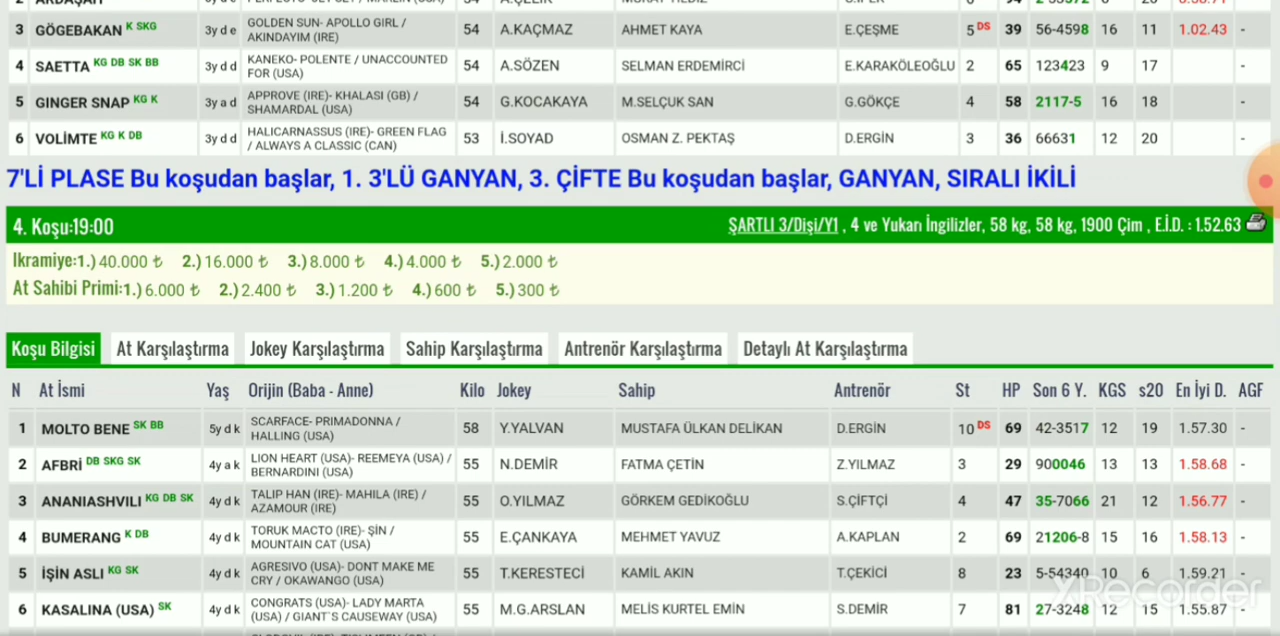 3 GÖGEBAKAN K SKG 3y d e GOLDEN SUN- APOLLO GIRL / AKINDAYIM (IRE) 54 A.KAÇMAZ AHMET KAYA E.ÇEŞME 5 DS 39 56-4598 16 11 1.02.43 -
4 SAETTA KG DB SK BB 3y d d KANEKO- POLENTE / UNACCOUNTED FOR (USA) 54 A.SÖZEN SELMAN ERDEMİRCİ E.KARAKÖLEOĞLU 2 65 123423 9 17 -
5 GINGER SNAP KG K 3y a d APPROVE (IRE)- KHALASI (GB) / SHAMARDAL (USA) 54 G.KOCAKAYA M.SELÇUK SAN G.GÖKÇE 4 58 2117-5 16 18 -
6 VOLİMTE KG K DB 3y d d HALICARNASSUS (IRE)- GREEN FLAG / ALWAYS A CLASSIC (CAN) 53 İ.SOYAD OSMAN Z. PEKTAŞ D.ERGİN 3 36 66631 12 20 -
7'Lİ PLASE Bu koşudan başlar, 1. 3'LÜ GANYAN, 3. ÇİFTE Bu koşudan başlar, GANYAN, SIRALI İKİLİ
4. Koşu:19:00 ŞARTLI 3/Dişi/Y1 , 4 ve Yukarı İngilizler, 58 kg, 58 kg, 1900 Çim , E.İ.D. : 1.52.63
Ikramiye:1.) 40.000 ₺ 2.) 16.000 ₺ 3.) 8.000 ₺ 4.) 4.000 ₺ 5.) 2.000 ₺
At Sahibi Primi:1.) 6.000 ₺ 2.) 2.400 ₺ 3.) 1.200 ₺ 4.) 600 ₺ 5.) 300 ₺
Koşu Bilgisi At Karşılaştırma Jokey Karşılaştırma Sahip Karşılaştırma Antrenör Karşılaştırma Detaylı At Karşılaştırma
N At İsmi Yaş Orijin (Baba - Anne) Kilo Jokey Sahip Antrenör St HP Son 6 Y. KGS s20 En İyi D. AGF
1 MOLTO BENE SK BB 5y d k SCARFACE- PRIMADONNA / HALLING (USA) 58 Y.YALVAN MUSTAFA ÜLKAN DELİKAN D.ERGİN 10 DS 69 42-3517 12 19 1.57.30 -
2 AFBRİ DB SKG SK 4y a k LION HEART (USA)- REEMEYA (USA) / BERNARDINI (USA) 55 N.DEMİR FATMA ÇETİN Z.YILMAZ 3 29 900046 13 13 1.58.68 -
3 ANANIASHVILI KG DB SK 4y d k TALIP HAN (IRE)- MAHILA (IRE) / AZAMOUR (IRE) 55 O.YILMAZ GÖRKEM GEDİKOĞLU S.ÇİFTÇİ 4 47 35-7066 21 12 1.56.77 -
4 BUMERANG K DB 4y d k TORUK MACTO (IRE)- ŞİN / MOUNTAIN CAT (USA) 55 E.ÇANKAYA MEHMET YAVUZ A.KAPLAN 2 69 21206-8 15 16 1.58.13 -
5 İŞİN ASLI KG SK 4y d k AGRESIVO (USA)- DONT MAKE ME CRY / OKAWANGO (USA) 55 T.KERESTECİ KAMİL AKIN T.ÇEKİCİ 8 23 5-54340 10 6 1.59.21 -
6 KASALINA (USA) SK 4y d k CONGRATS (USA)- LADY MARTA (USA) / GIANT`S CAUSEWAY (USA) 55 M.G.ARSLAN MELİS KURTEL EMİN S.DEMİR 7 81 27-3248 12 15 1.55.87 -
XRecorder